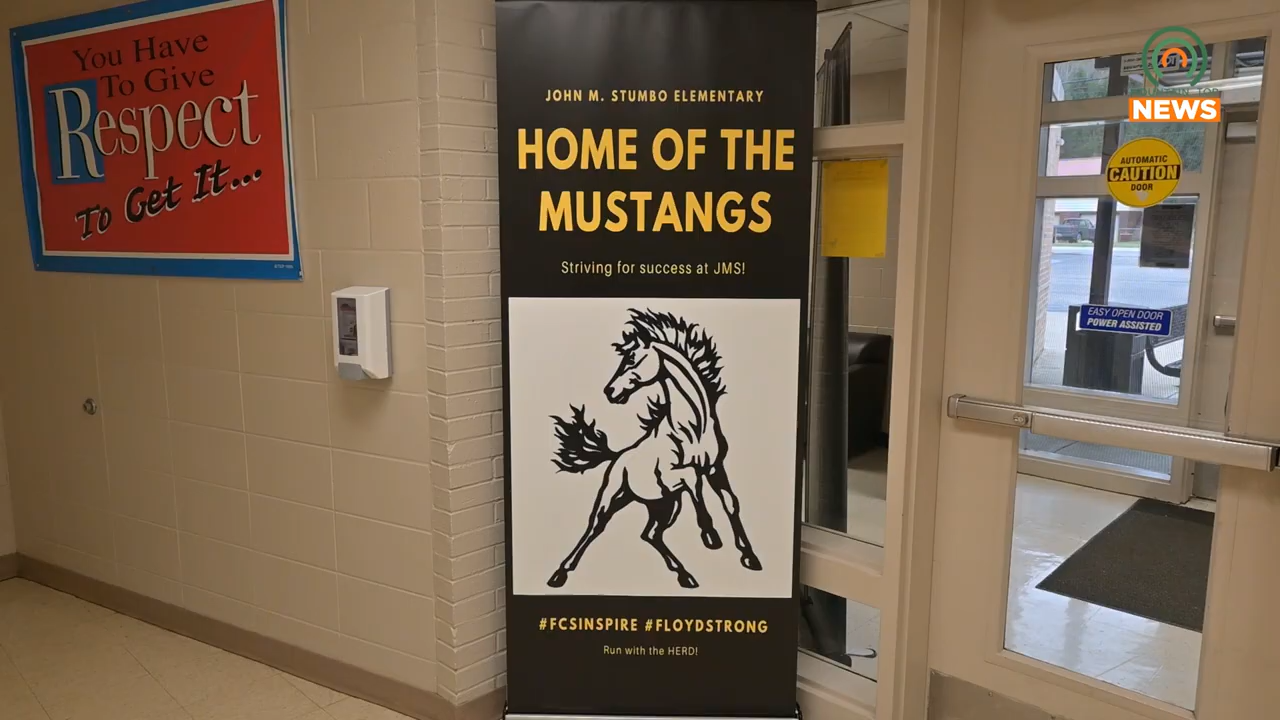 You Have
To Give
Respect
To Get It...
JOHN M. STUMBO ELEMENTARY
HOME OF THE
MUSTANGS
Striving for success at JMS!
#FCSINSPIRE #FLOYDSTRONG
Run with the HERD!
NEWS
AUTOMATIC
CAUTION
DOOR
EASY OPEN DOOR
POWER ASSISTED